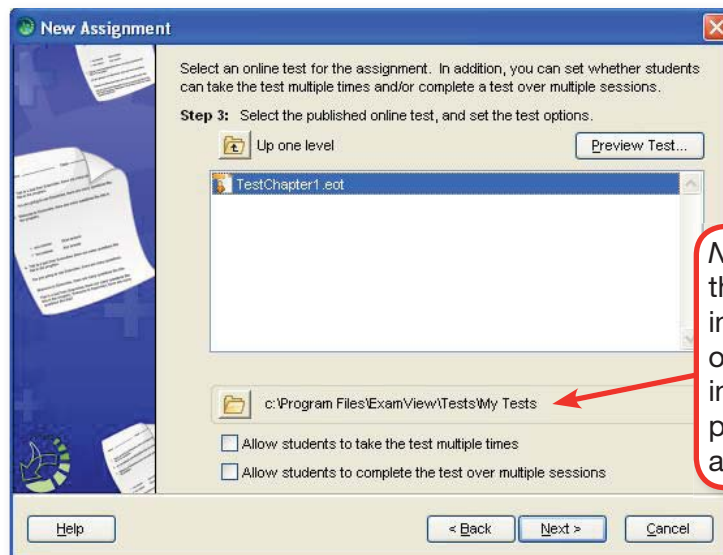 New Assignment
Select an online test for the assignment. In addition, you can set whether students
can take the test multiple times and/or complete a test over multiple sessions.
Step 3: Select the published online test, and set the test options.
Up one level
Preview Test...
TestChapter1.eot
c:\Program Files\ExamView\Tests\My Tests
Allow students to take the test multiple times
Allow students to complete the test over multiple sessions
Help
< Back
Next >
Cancel